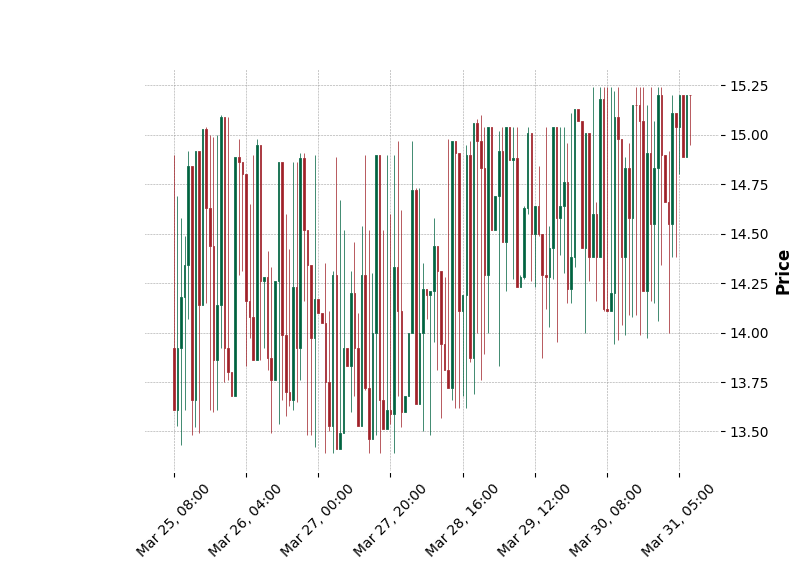 15.25
15.00
14.75
14.50
14.25
14.00
13.75
13.50
Price
Mar 25, 08:00
Mar 26, 04:00
Mar 27, 00:00
Mar 27, 20:00
Mar 28, 16:00
Mar 29, 12:00
Mar 30, 08:00
Mar 31, 05:00